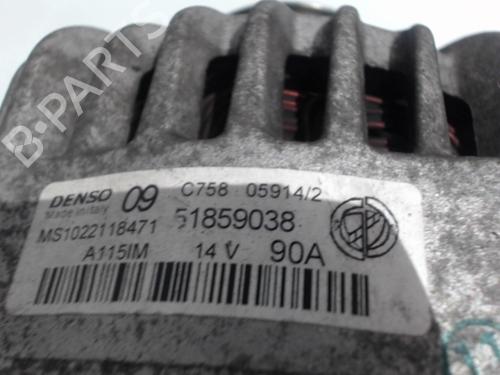 B-PARTS
DENSO 09 C758 05914/2
Made in Italy
MS1022118471 51859038
A115IM 14 V 90A